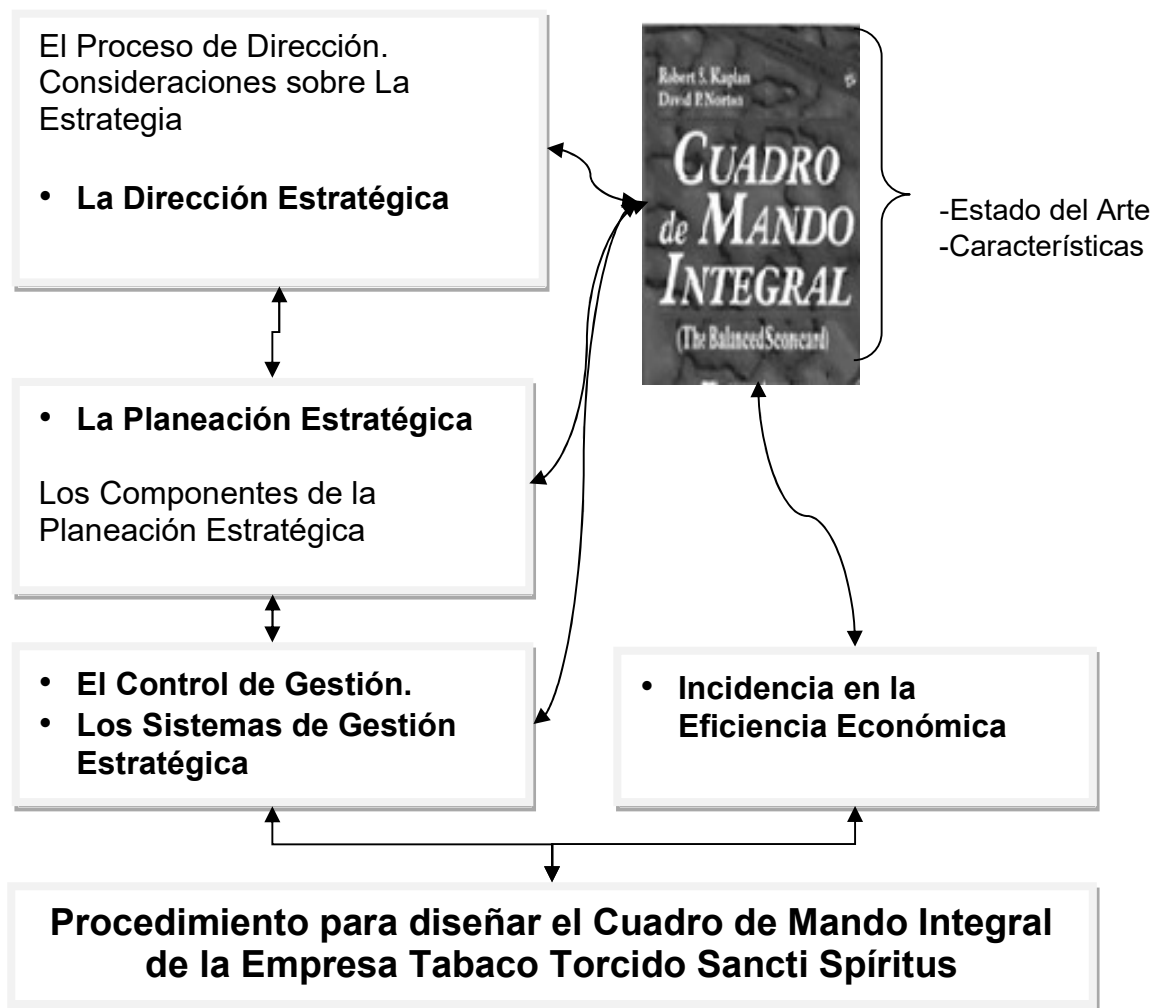 El Proceso de Dirección.
Consideraciones sobre La
Estrategia
• La Dirección Estratégica
Robert S. Kaplan
David P. Norton
CUADRO
de MANDO
INTEGRAL
(The Balanced Scorecard)
-Estado del Arte
-Características
• La Planeación Estratégica
Los Componentes de la
Planeación Estratégica
• El Control de Gestión.
• Los Sistemas de Gestión
Estratégica
• Incidencia en la
Eficiencia Económica
Procedimiento para diseñar el Cuadro de Mando Integral
de la Empresa Tabaco Torcido Sancti Spíritus